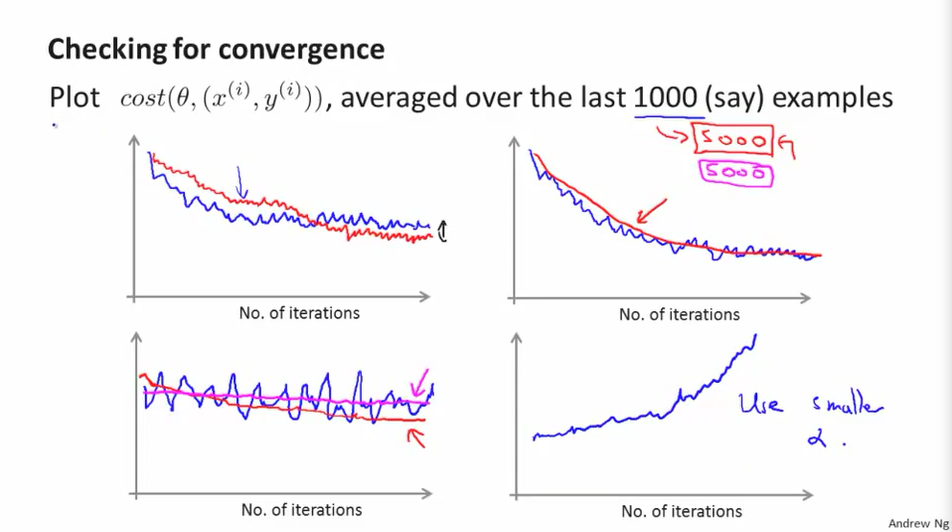 Checking for convergence
Plot cost(θ, (x^(i), y^(i))), averaged over the last 1000 (say) examples
5000
5000
No. of iterations
No. of iterations
Use smaller
α.
No. of iterations
No. of iterations
Andrew Ng